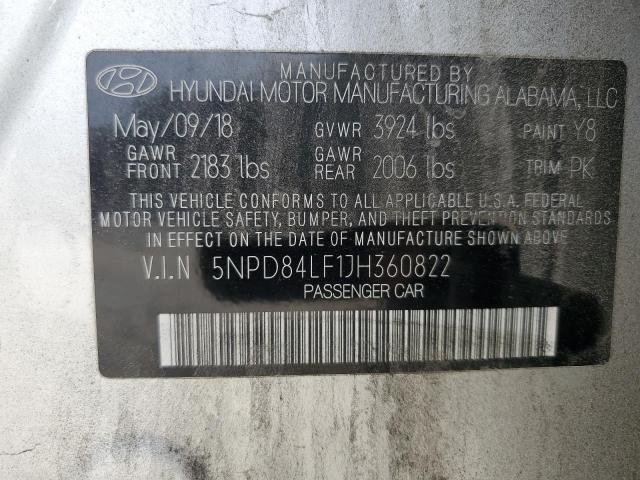 MANUFACTURED BY
HYUNDAI MOTOR MANUFACTURING ALABAMA, LLC
May/09/18 GVWR 3924 lbs PAINT Y8
GAWR FRONT 2183 lbs GAWR REAR 2006 lbs TRIM PK
THIS VEHICLE CONFORMS TO ALL APPLICABLE U.S.A. FEDERAL
MOTOR VEHICLE SAFETY, BUMPER, AND THEFT PREVENTION STANDARDS
IN EFFECT ON THE DATE OF MANUFACTURE SHOWN ABOVE.
V.I.N 5NPD84LF1JH360822
PASSENGER CAR